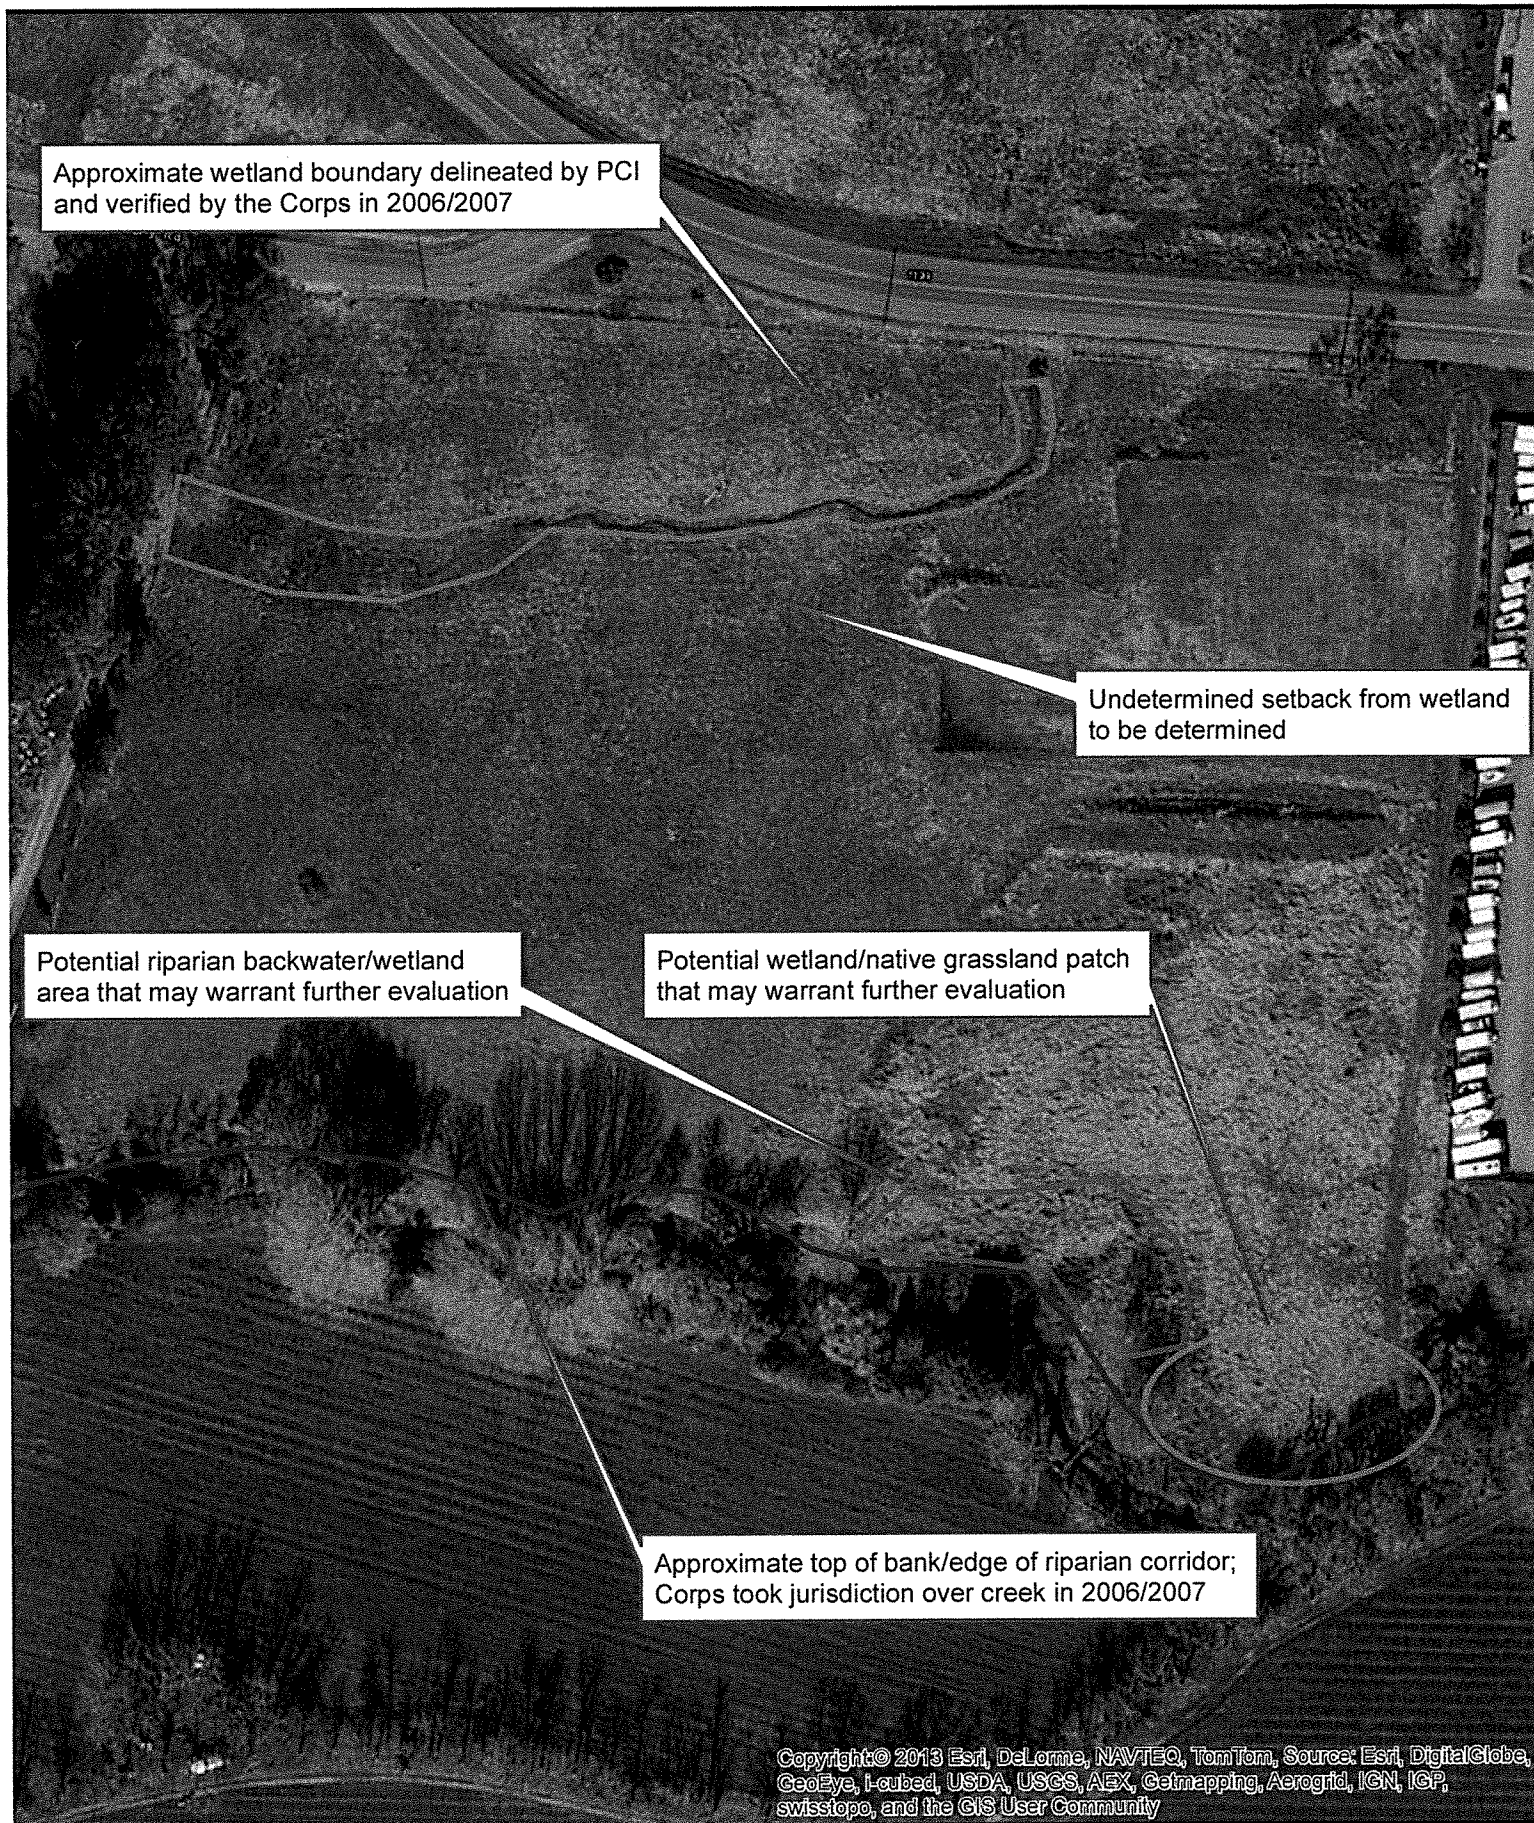 Approximate wetland boundary delineated by PCI
and verified by the Corps in 2006/2007
Undetermined setback from wetland
to be determined
Potential riparian backwater/wetland
area that may warrant further evaluation
Potential wetland/native grassland patch
that may warrant further evaluation
Approximate top of bank/edge of riparian corridor;
Corps took jurisdiction over creek in 2006/2007
Copyright:© 2013 Esri, DeLorme, NAVTEQ, TomTom, Source: Esri, DigitalGlobe,
GeoEye, i-cubed, USDA, USGS, AEX, Getmapping, Aerogrid, IGN, IGP,
swisstopo, and the GIS User Community